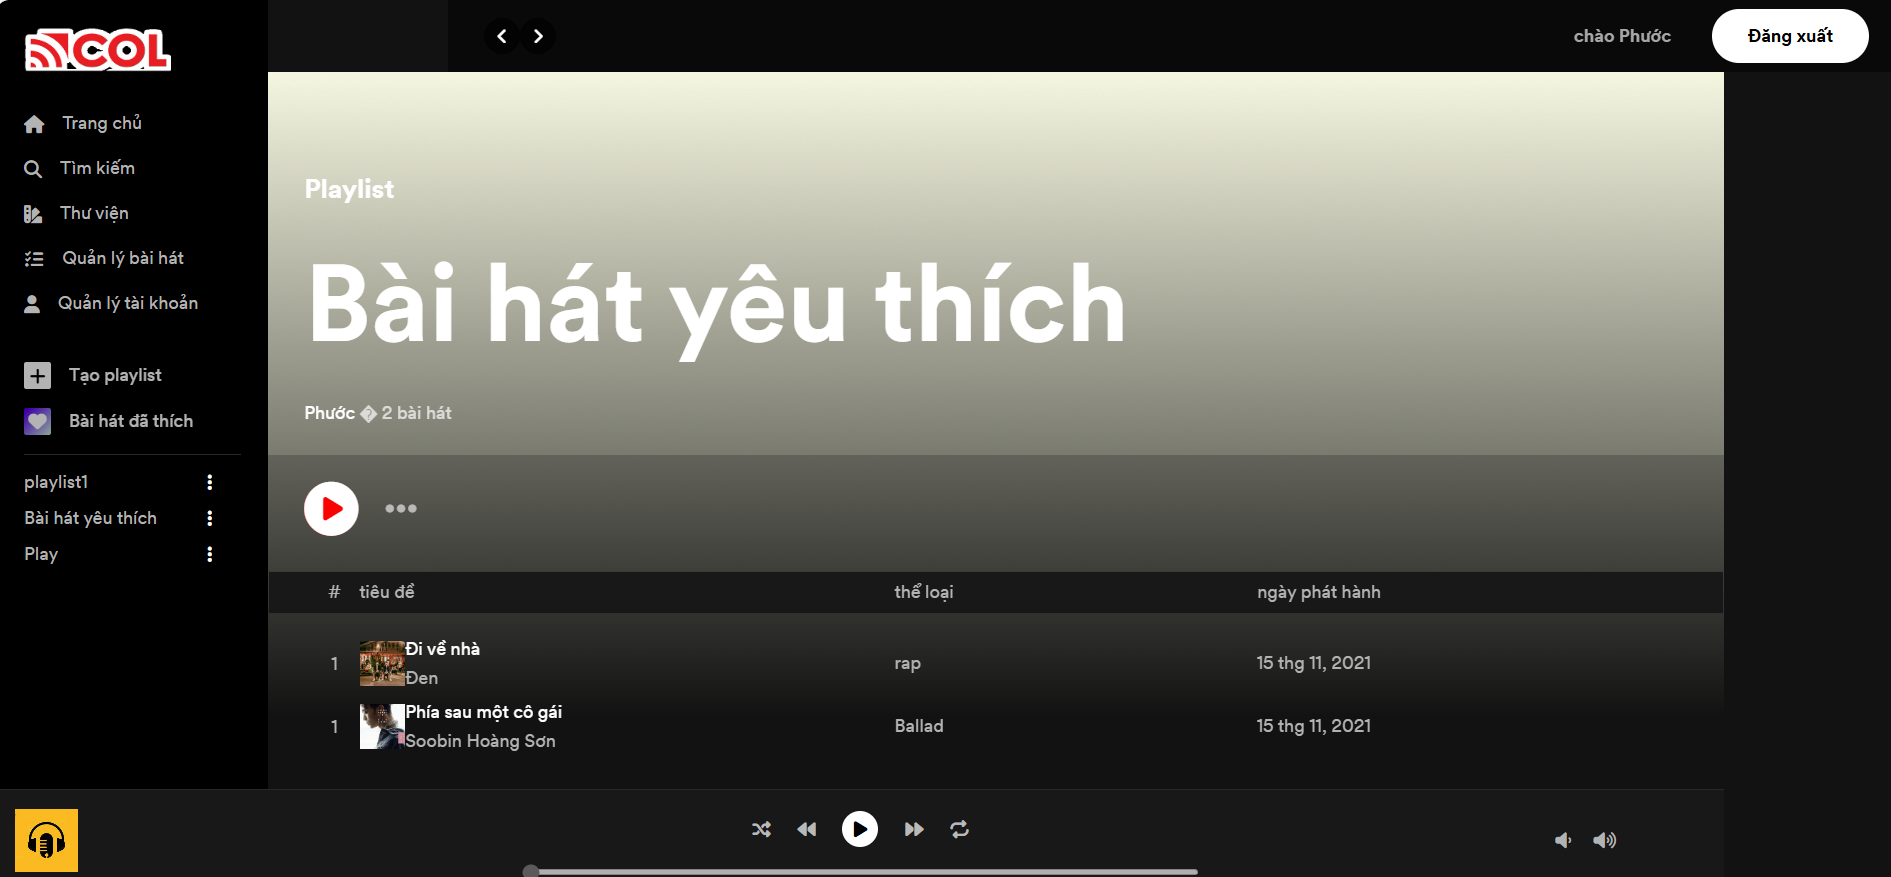 COL
chào Phước
Đăng xuất
Trang chủ
Tìm kiếm
Thư viện
Quản lý bài hát
Quản lý tài khoản
Tạo playlist
Bài hát đã thích
playlist1
Bài hát yêu thích
Play
Playlist
Bài hát yêu thích
Phước � 2 bài hát
# tiêu đề thể loại ngày phát hành
1 Đi về nhà rap 15 thg 11, 2021
Đen
1 Phía sau một cô gái Ballad 15 thg 11, 2021
Soobin Hoàng Sơn